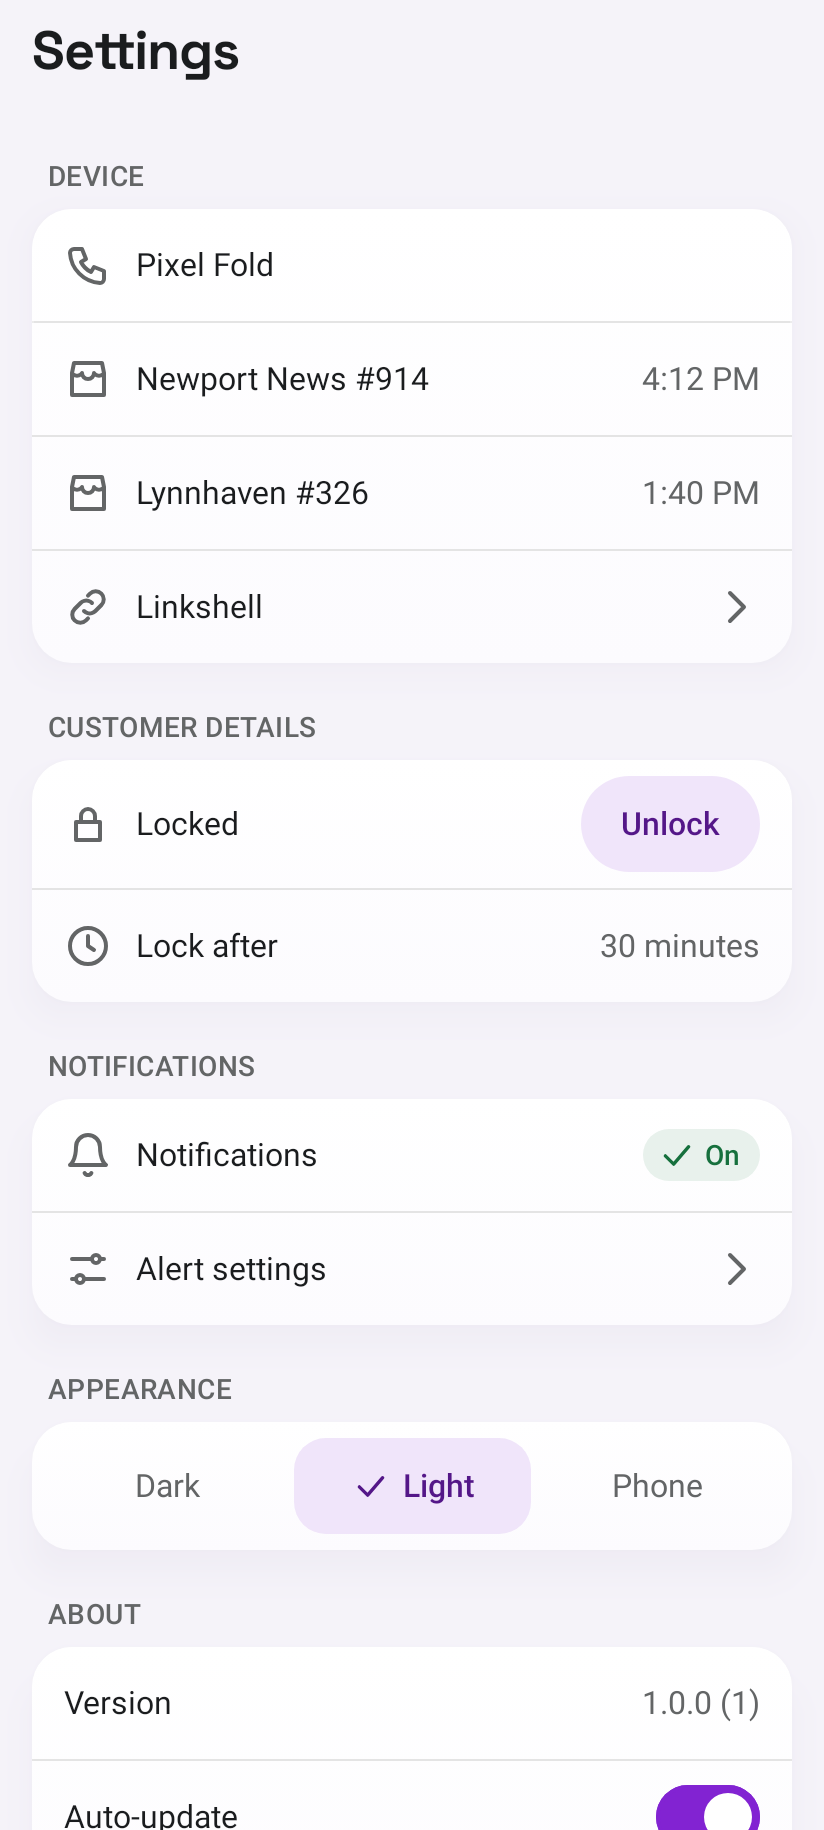 Settings
DEVICE
Pixel Fold
Newport News #914 4:12 PM
Lynnhaven #326 1:40 PM
Linkshell
CUSTOMER DETAILS
Locked Unlock
Lock after 30 minutes
NOTIFICATIONS
Notifications On
Alert settings
APPEARANCE
Dark Light Phone
ABOUT
Version 1.0.0 (1)
Auto-update